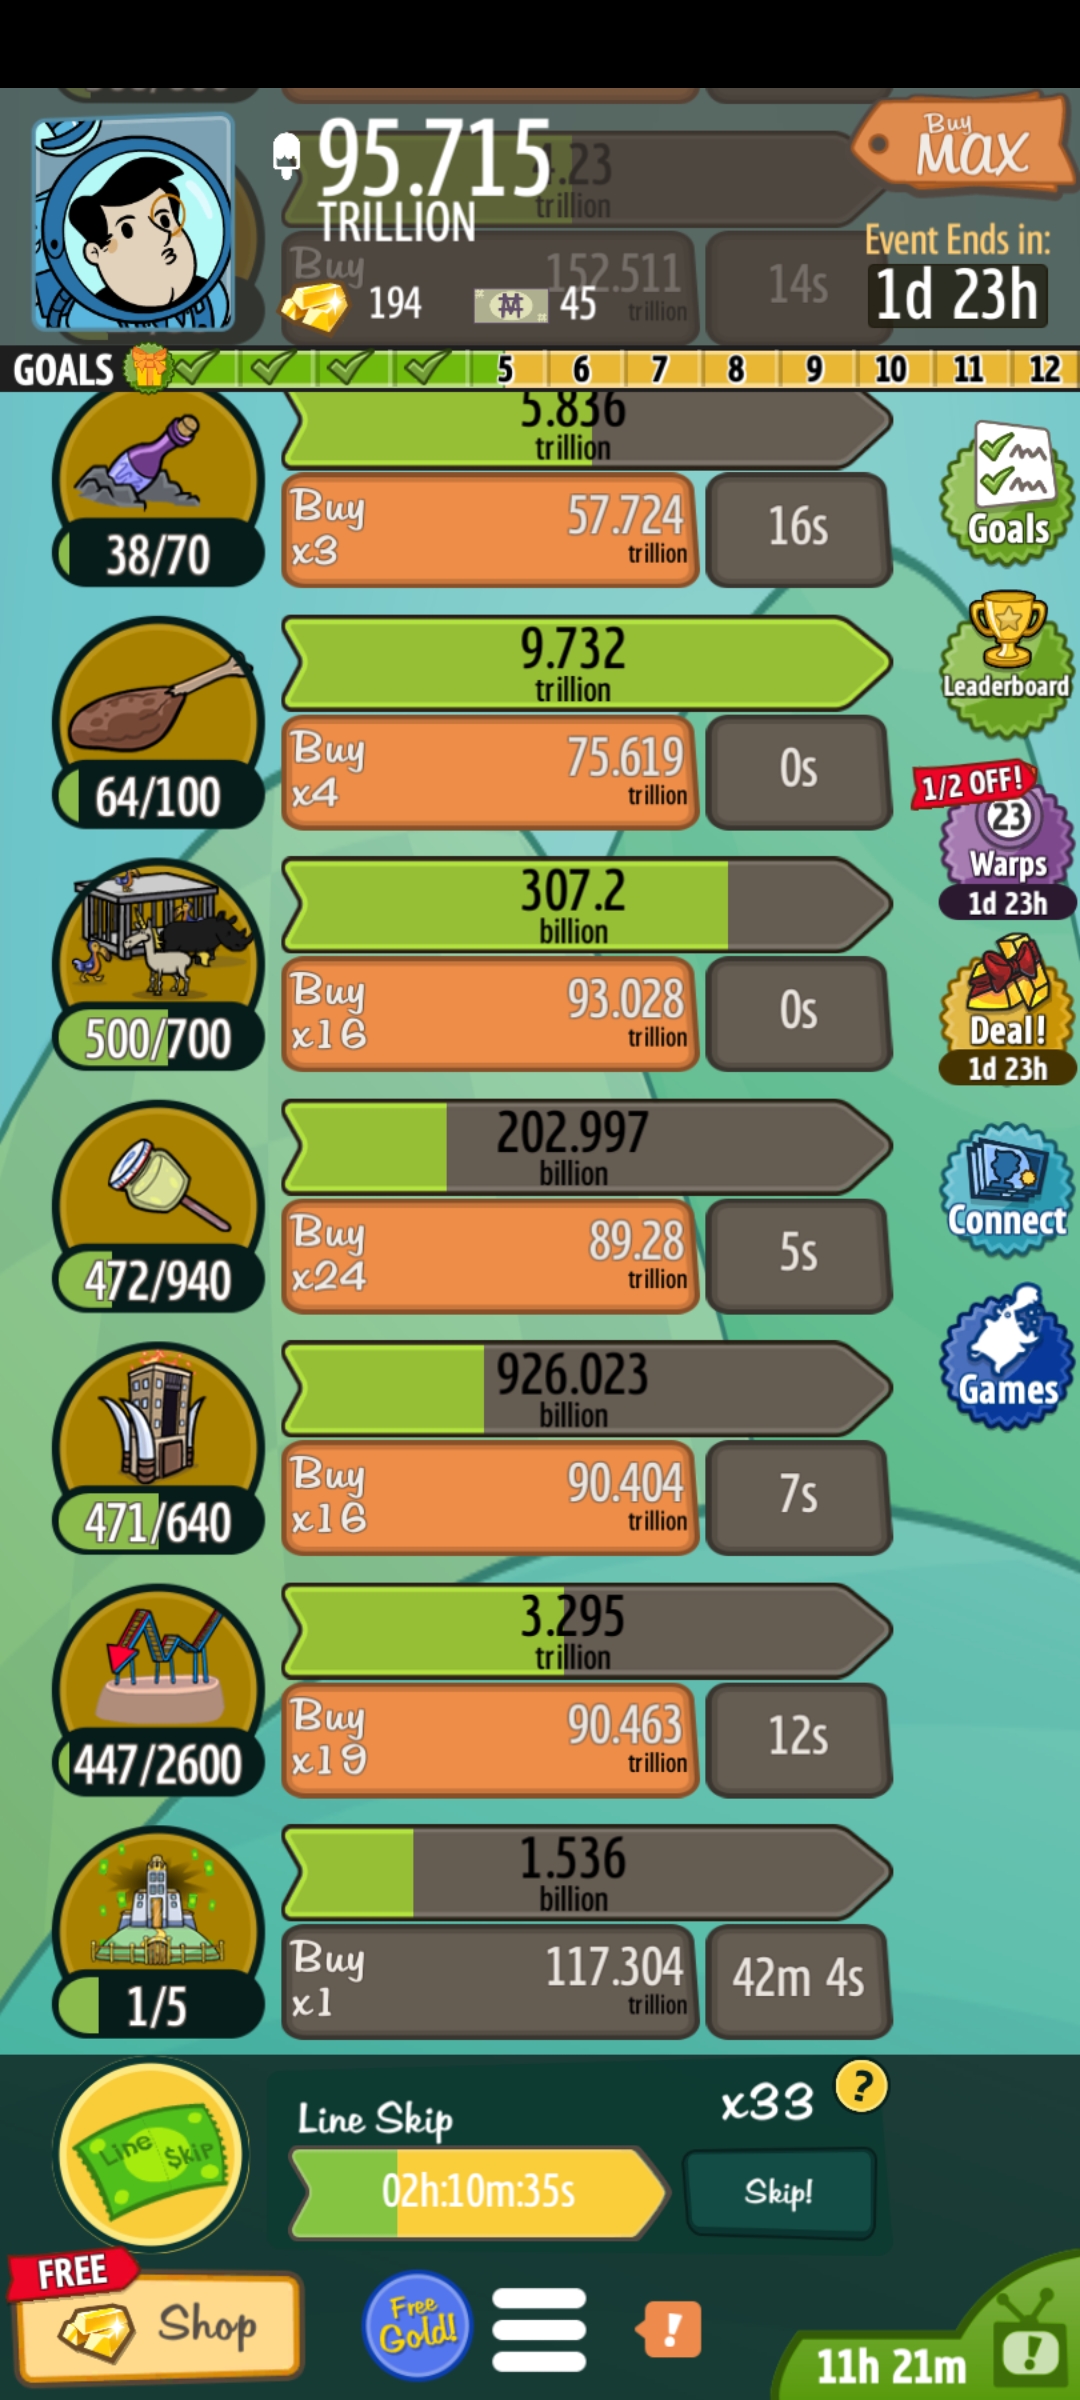 95.715
TRILLION
194
45
Buy
MAX
Event Ends in:
1d 23h
4.23
trillion
Buy
152.511
trillion
14s
GOALS
5
6
7
8
9
10
11
12
5.836
trillion
38/70
Buy
x3
57.724
trillion
16s
Goals
9.732
trillion
64/100
Buy
x4
75.619
trillion
0s
Leaderboard
1/2 OFF!
23
Warps
1d 23h
307.2
billion
500/700
Buy
x16
93.028
trillion
0s
Deal!
1d 23h
202.997
billion
472/940
Buy
x24
89.28
trillion
5s
Connect
926.023
billion
471/640
Buy
x16
90.404
trillion
7s
Games
3.295
trillion
447/2600
Buy
x19
90.463
trillion
12s
1.536
billion
1/5
Buy
x1
117.304
trillion
42m 4s
Line $kip
Line Skip
x33
?
02h:10m:35s
Skip!
FREE
Shop
Free
Gold!
!
11h 21m
!